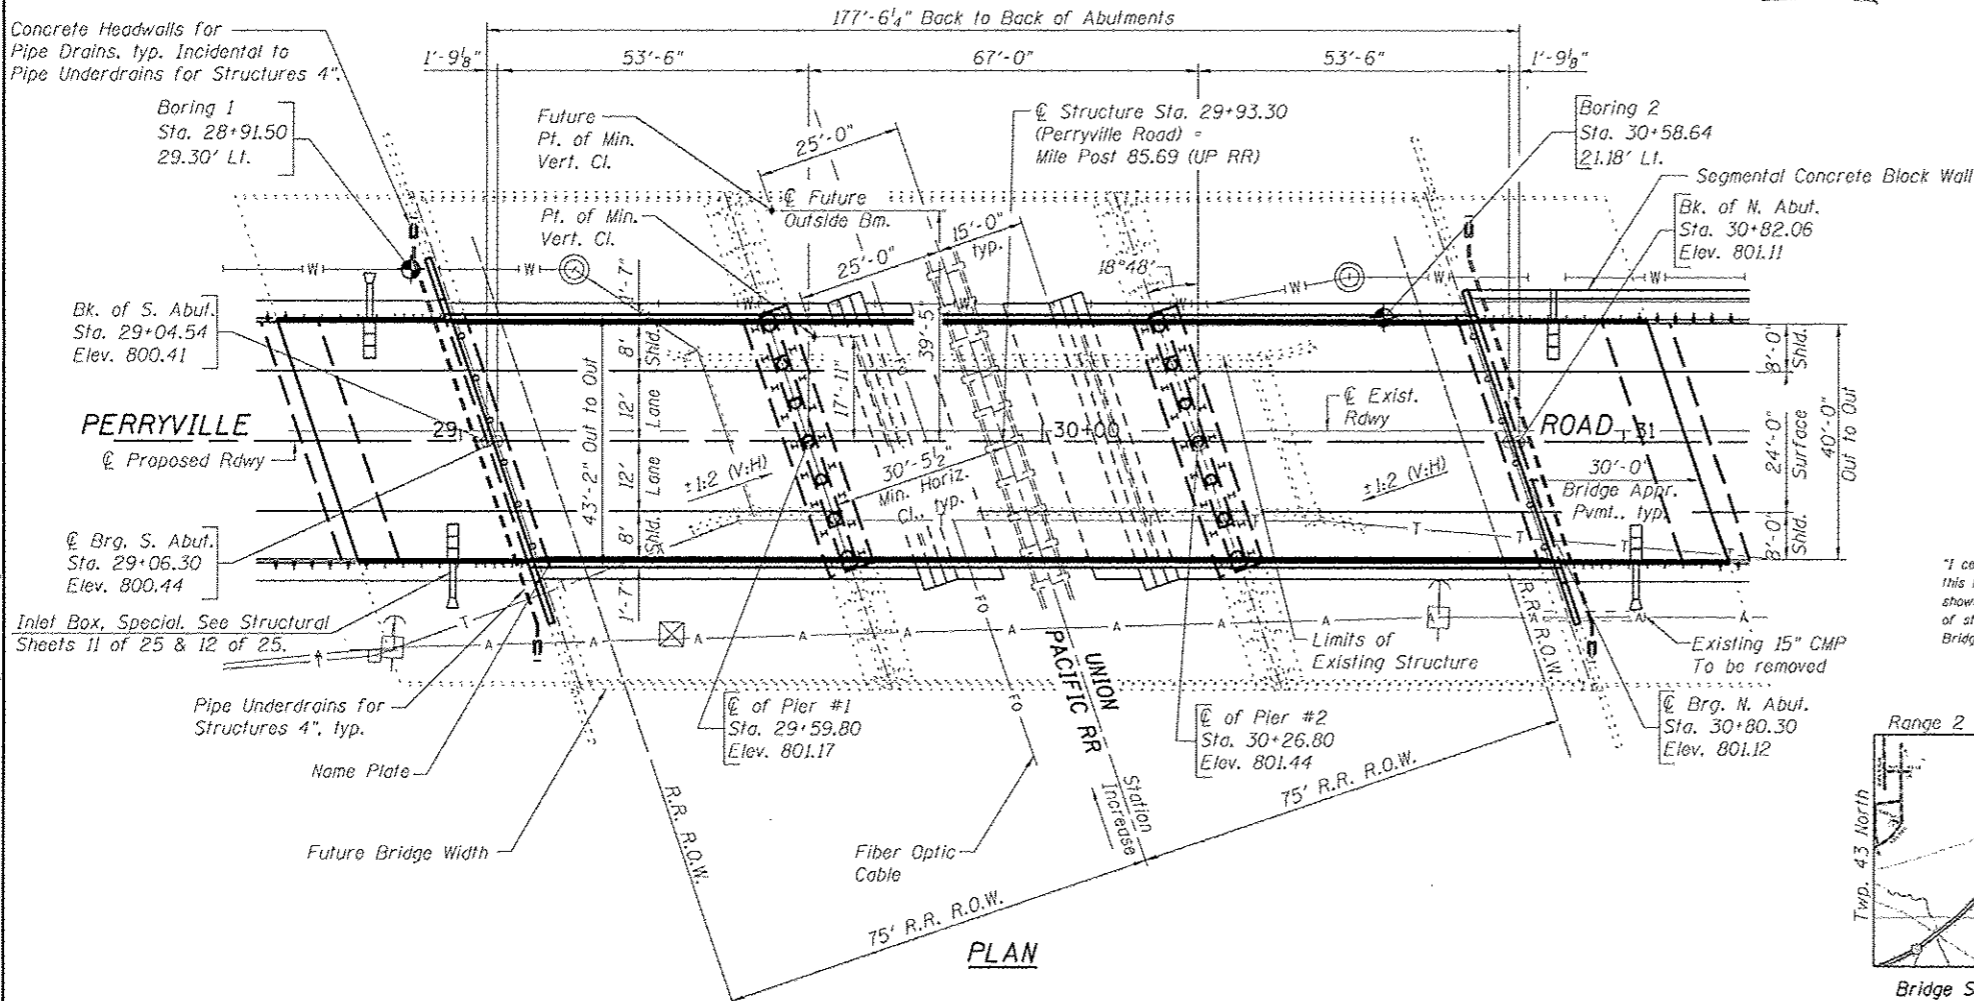 177'-6¼" Back to Back of Abutments
1'-9⅛"
53'-6"
67'-0"
53'-6"
1'-9⅛"
Concrete Headwalls for
Pipe Drains, typ. Incidental to
Pipe Underdrains for Structures 4".
Boring 1
Sta. 28+91.50
29.30' Lt.
Future
Pt. of Min.
Vert. Cl.
25'-0"
℄ Structure Sta. 29+93.30
(Perryville Road) =
Mile Post 85.69 (UP RR)
Boring 2
Sta. 30+58.64
21.18' Lt.
Segmental Concrete Block Wall
Bk. of N. Abut.
Sta. 30+82.06
Elev. 801.11
℄ Future
Outside Bm.
Pt. of Min.
Vert. Cl.
15'-0"
typ.
25'-0"
18°48'
W
W
W
W
W
W
W
W
W
1'-7"
Bk. of S. Abut.
Sta. 29+04.54
Elev. 800.41
8'
Shld.
39'-5"
17'-11"
8'-0"
Shld.
12'
Lane
℄ Exist.
Rdwy
43'-2" Out to Out
PERRYVILLE
29
30+00
ROAD
31
24'-0"
Surface
40'-0"
Out to Out
℄ Proposed Rdwy
12'
Lane
±1:2 (V:H)
30'-5½"
Min. Horiz.
Cl., typ.
±1:2 (V:H)
30'-0"
Bridge Appr.
Pvmt., typ.
℄ Brg. S. Abut.
Sta. 29+06.30
Elev. 800.44
8'
Shld.
8'-0"
Shld.
T
T
T
T
T
1'-7"
Inlet Box, Special. See Structural
Sheets 11 of 25 & 12 of 25.
A
A
A
A
A
A
A
A
A
A
FO
FO
R.R. R.O.W.
UNION
PACIFIC RR
Limits of
Existing Structure
Existing 15" CMP
To be removed
Pipe Underdrains for
Structures 4", typ.
℄ of Pier #1
Sta. 29+59.80
Elev. 801.17
℄ of Pier #2
Sta. 30+26.80
Elev. 801.44
℄ Brg. N. Abut.
Sta. 30+80.30
Elev. 801.12
Name Plate
Station
Increase
R.R. R.O.W.
75' R.R. R.O.W.
Future Bridge Width
Fiber Optic
Cable
75' R.R. R.O.W.
PLAN
this
of
Range 2
Twp. 43 North
Bridge S